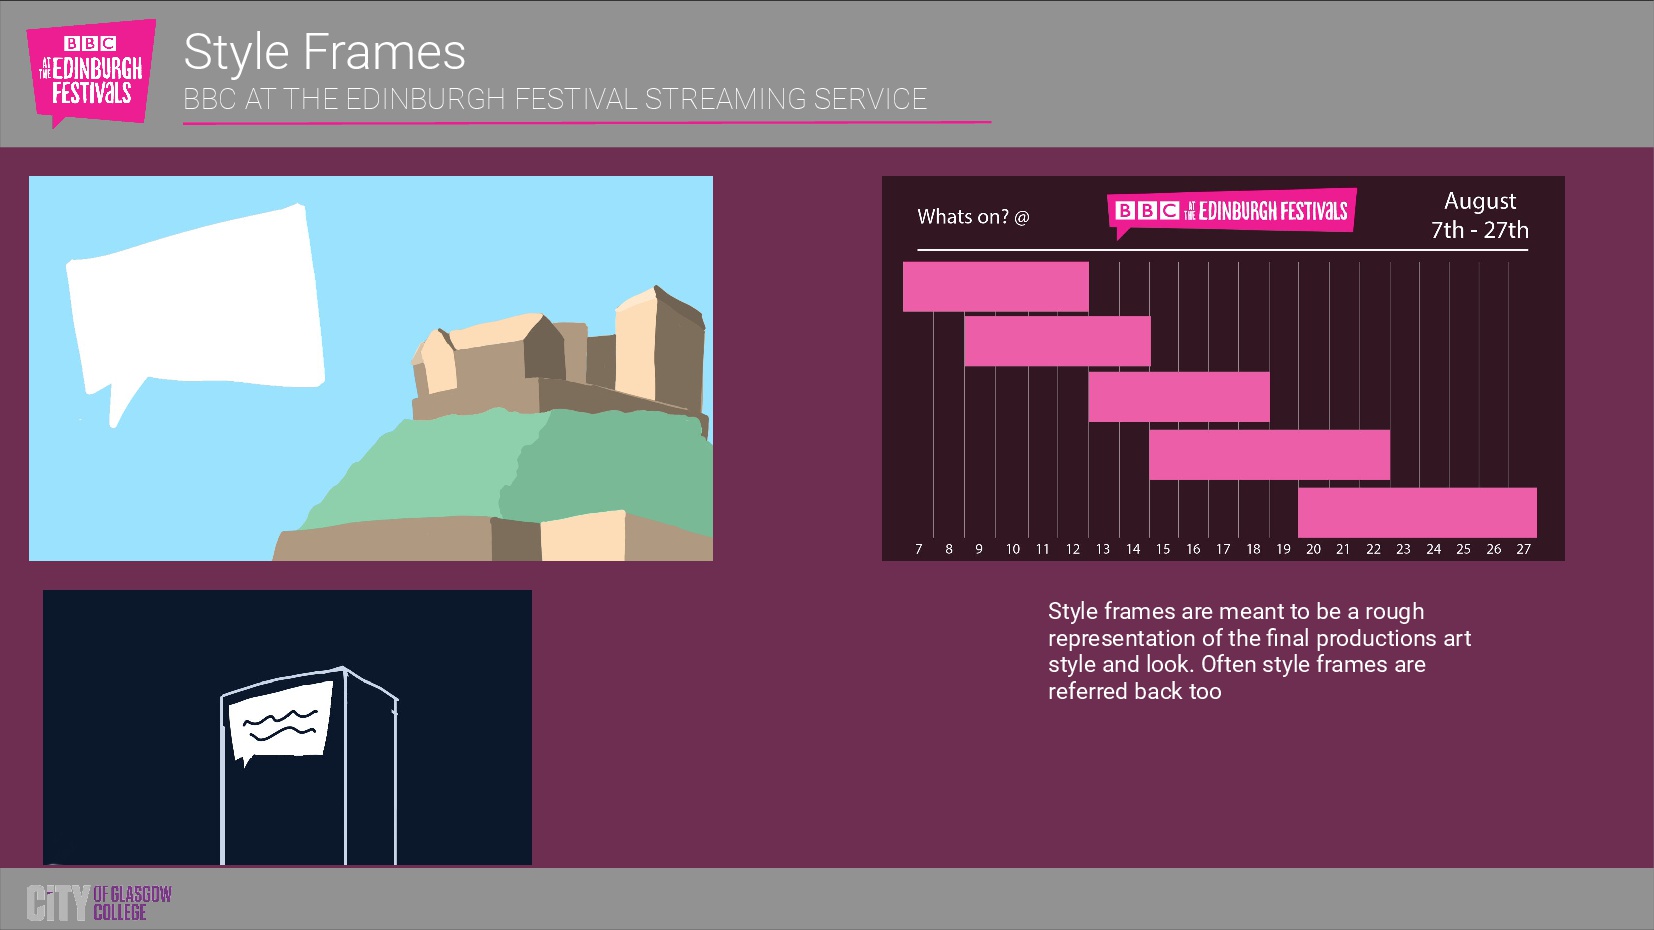 BBC
AT THE EDINBURGH
FESTIVALS
Style Frames
BBC AT THE EDINBURGH FESTIVAL STREAMING SERVICE
Whats on? @
BBC AT THE EDINBURGH FESTIVALS
August
7th - 27th
7 8 9 10 11 12 13 14 15 16 17 18 19 20 21 22 23 24 25 26 27
Style frames are meant to be a rough
representation of the final productions art
style and look. Often style frames are
referred back too
CITY OF GLASGOW
COLLEGE